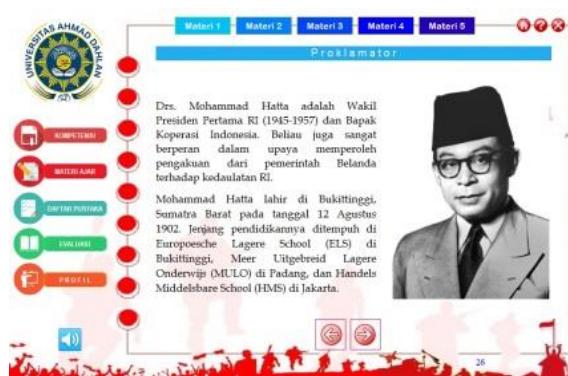 UNIVERSITAS AHMAD DAHLAN
Materi 1 Materi 2 Materi 3 Materi 4 Materi 5
Proklamator
KOMPETENSI
MATERI AJAR
DAFTAR PUSTAKA
EVALUASI
PROFIL
Drs. Mohammad Hatta adalah Wakil
Presiden Pertama RI (1945-1957) dan Bapak
Koperasi Indonesia. Beliau juga sangat
berperan dalam upaya memperoleh
pengakuan dari pemerintah Belanda
terhadap kedaulatan RI.
Mohammad Hatta lahir di Bukittinggi,
Sumatra Barat pada tanggal 12 Agustus
1902. Jenjang pendidikannya ditempuh di
Europoesche Lagere School (ELS) di
Bukittinggi, Meer Uitgebreid Lagere
Onderwijs (MULO) di Padang, dan Handels
Middelsbare School (HMS) di Jakarta.
26